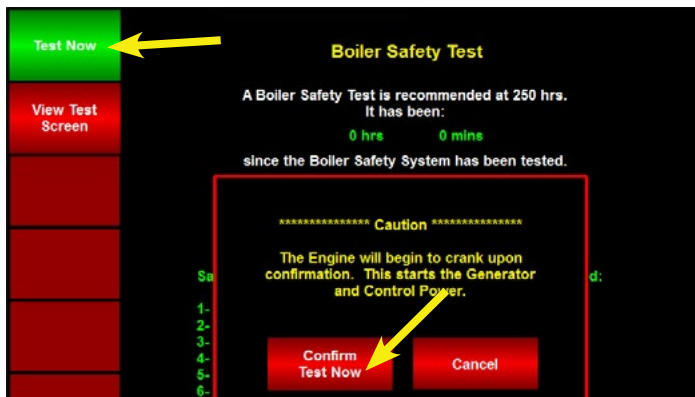 Test Now
Boiler Safety Test
A Boiler Safety Test is recommended at 250 hrs.
It has been:
View Test
Screen
0 hrs 0 mins
since the Boiler Safety System has been tested.
*************** Caution ***************
The Engine will begin to crank upon
confirmation. This starts the Generator
and Control Power.
Sa
d:
1-
2-
3-
4-
5-
6-
Confirm
Test Now
Cancel